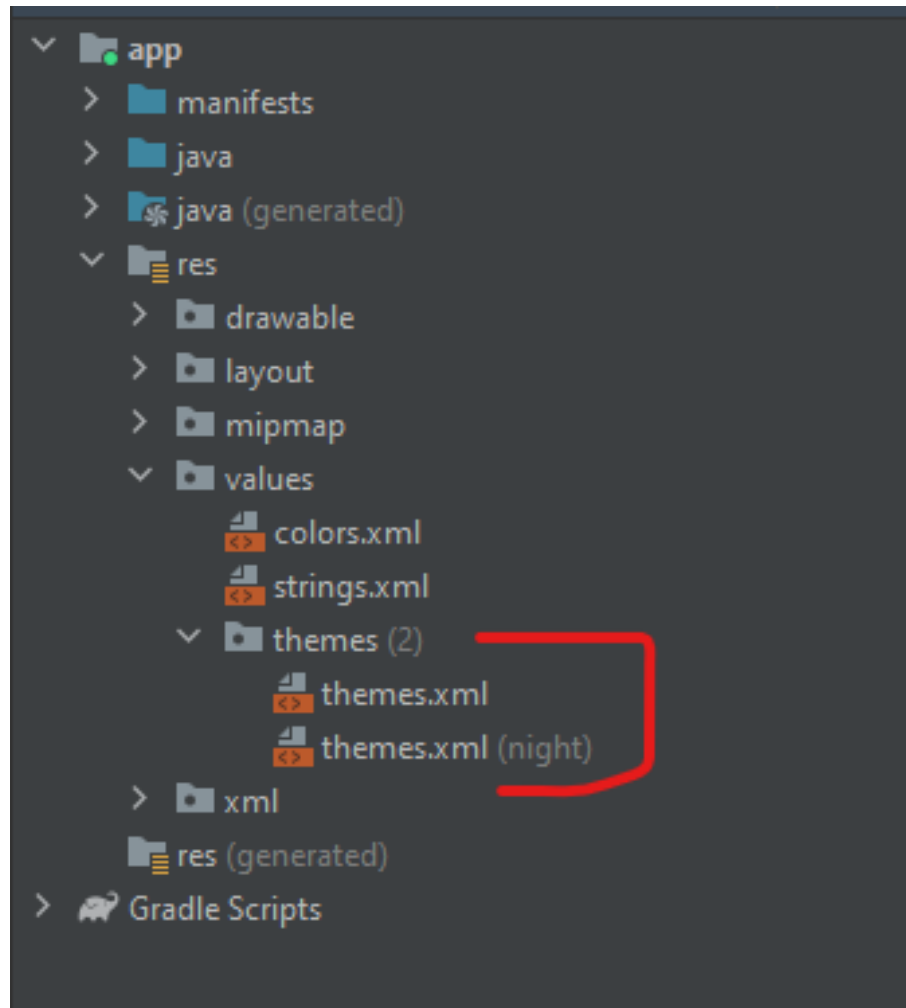 app
manifests
java
java (generated)
res
drawable
layout
mipmap
values
colors.xml
strings.xml
themes (2)
themes.xml
themes.xml (night)
xml
res (generated)
Gradle Scripts